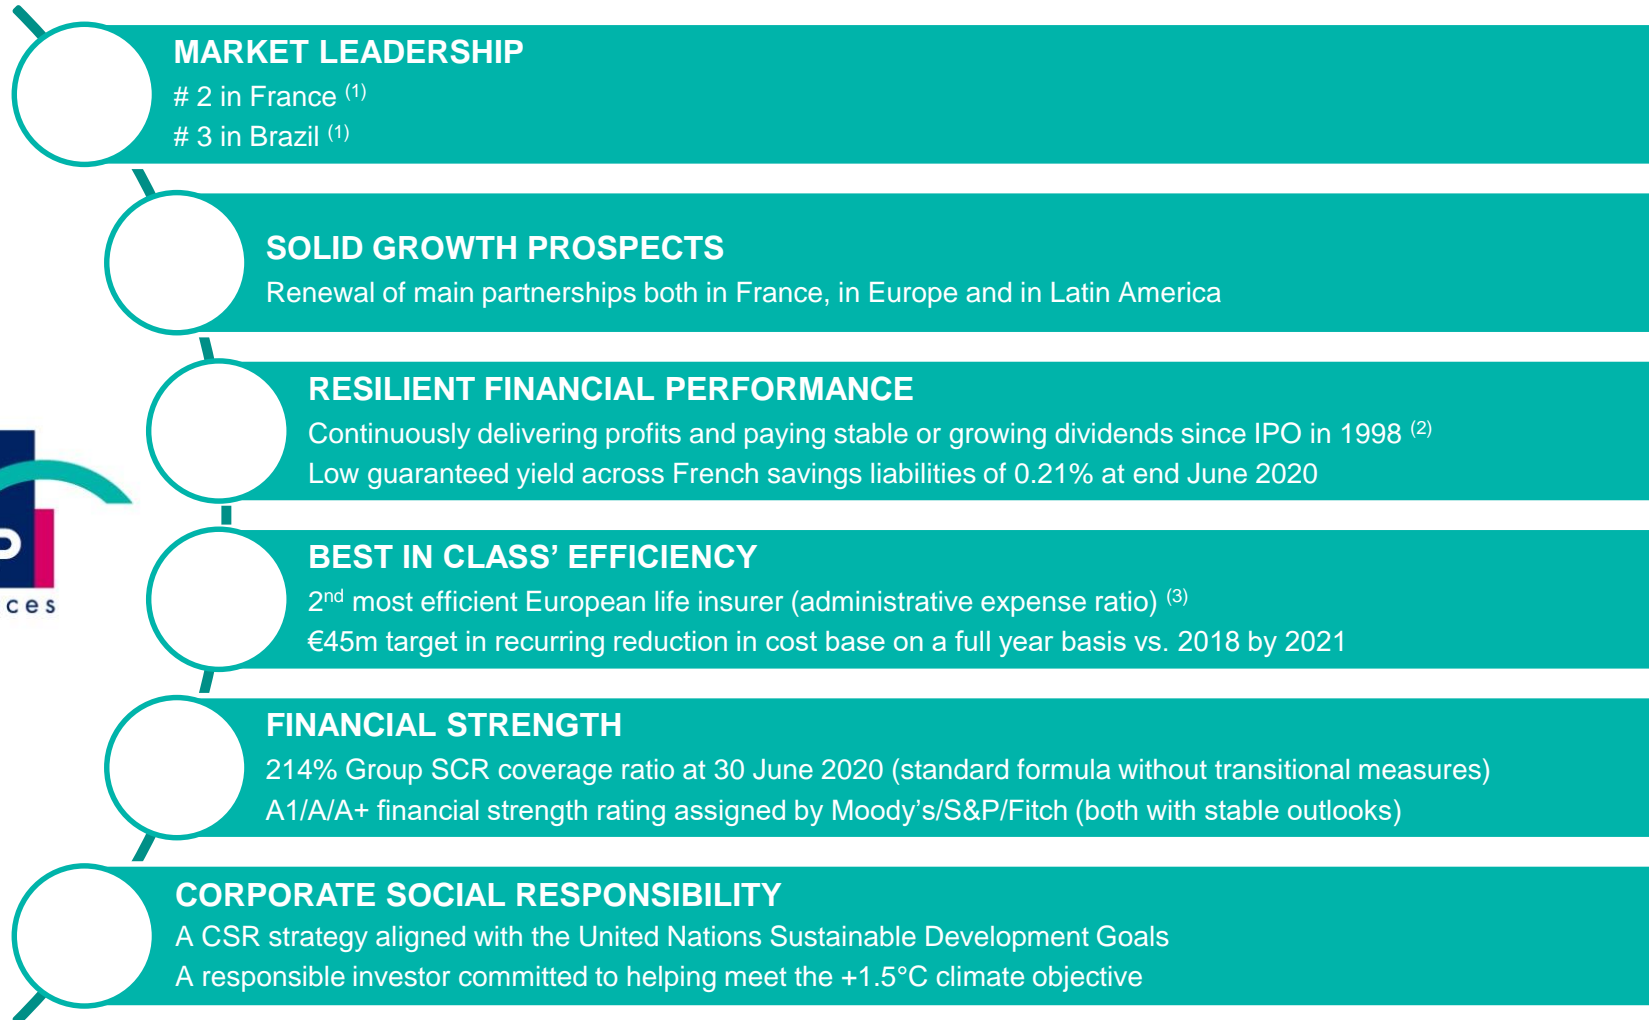 MARKET LEADERSHIP
# 2 in France (1)
# 3 in Brazil (1)
SOLID GROWTH PROSPECTS
Renewal of main partnerships both in France, in Europe and in Latin America
RESILIENT FINANCIAL PERFORMANCE
Continuously delivering profits and paying stable or growing dividends since IPO in 1998 (2)
Low guaranteed yield across French savings liabilities of 0.21% at end June 2020
BEST IN CLASS’ EFFICIENCY
2nd most efficient European life insurer (administrative expense ratio) (3)
€45m target in recurring reduction in cost base on a full year basis vs. 2018 by 2021
FINANCIAL STRENGTH
214% Group SCR coverage ratio at 30 June 2020 (standard formula without transitional measures)
A1/A/A+ financial strength rating assigned by Moody’s/S&P/Fitch (both with stable outlooks)
CORPORATE SOCIAL RESPONSIBILITY
A CSR strategy aligned with the United Nations Sustainable Development Goals
A responsible investor committed to helping meet the +1.5°C climate objective